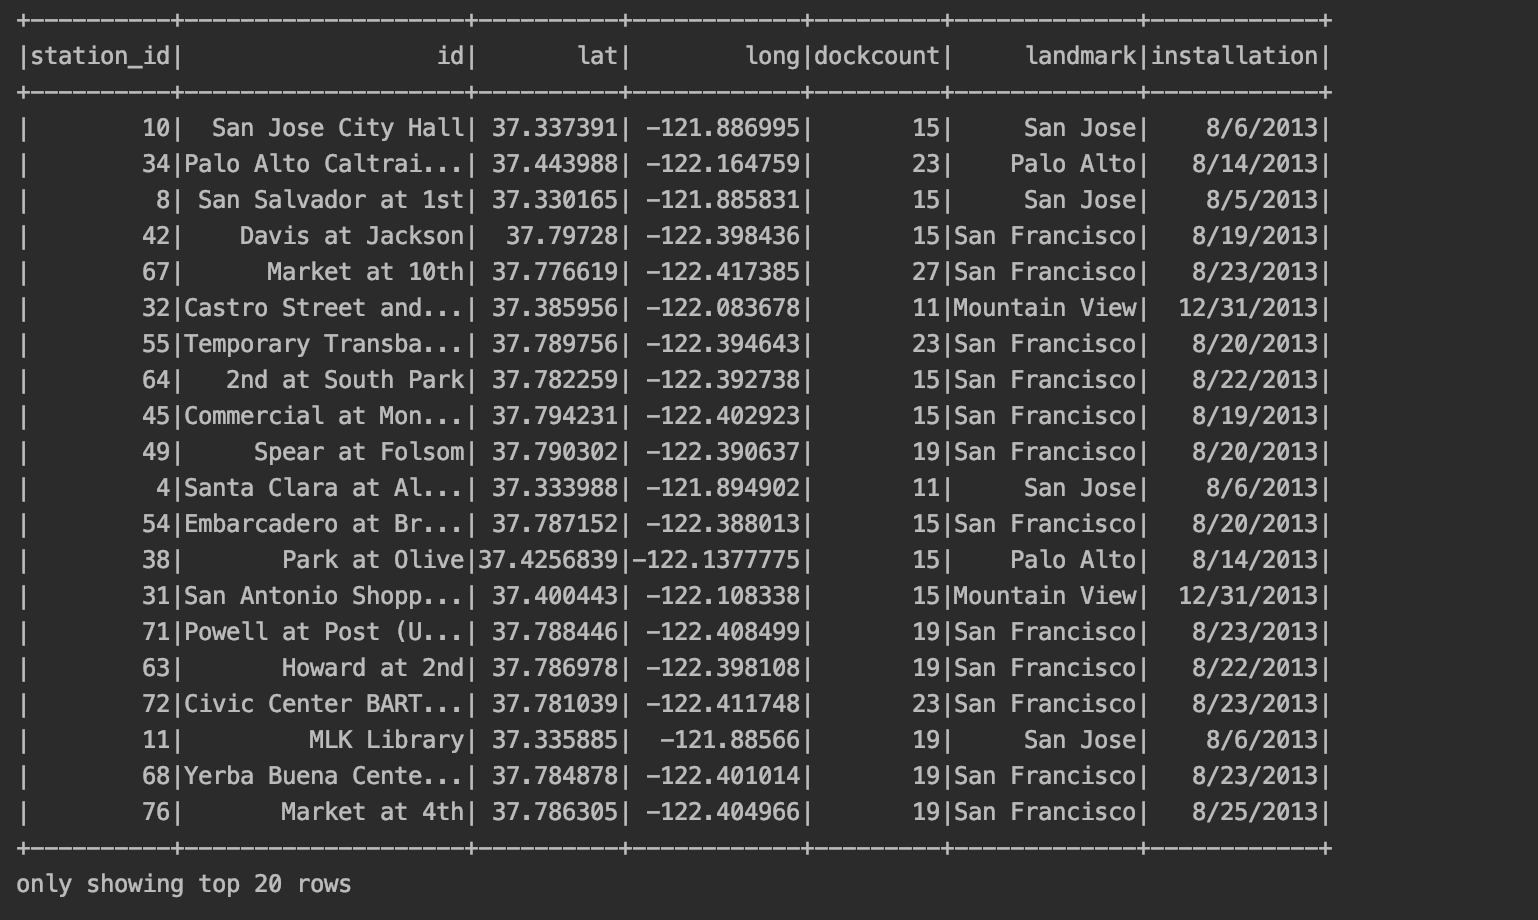 +----------+--------------------+----------+------------+---------+-------------+------------+
|station_id|                  id|       lat|        long|dockcount|     landmark|installation|
+----------+--------------------+----------+------------+---------+-------------+------------+
|        10|  San Jose City Hall| 37.337391| -121.886995|       15|     San Jose|    8/6/2013|
|        34|Palo Alto Caltrai...| 37.443988| -122.164759|       23|    Palo Alto|   8/14/2013|
|         8| San Salvador at 1st| 37.330165| -121.885831|       15|     San Jose|    8/5/2013|
|        42|    Davis at Jackson|  37.79728| -122.398436|       15|San Francisco|   8/19/2013|
|        67|      Market at 10th| 37.776619| -122.417385|       27|San Francisco|   8/23/2013|
|        32|Castro Street and...| 37.385956| -122.083678|       11|Mountain View|  12/31/2013|
|        55|Temporary Transba...| 37.789756| -122.394643|       23|San Francisco|   8/20/2013|
|        64|   2nd at South Park| 37.782259| -122.392738|       15|San Francisco|   8/22/2013|
|        45|Commercial at Mon...| 37.794231| -122.402923|       15|San Francisco|   8/19/2013|
|        49|     Spear at Folsom| 37.790302| -122.390637|       19|San Francisco|   8/20/2013|
|         4|Santa Clara at Al...| 37.333988| -121.894902|       11|     San Jose|    8/6/2013|
|        54|Embarcadero at Br...| 37.787152| -122.388013|       15|San Francisco|   8/20/2013|
|        38|       Park at Olive|37.4256839|-122.1377775|       15|    Palo Alto|   8/14/2013|
|        31|San Antonio Shopp...| 37.400443| -122.108338|       15|Mountain View|  12/31/2013|
|        71|Powell at Post (U...| 37.788446| -122.408499|       19|San Francisco|   8/23/2013|
|        63|       Howard at 2nd| 37.786978| -122.398108|       19|San Francisco|   8/22/2013|
|        72|Civic Center BART...| 37.781039| -122.411748|       23|San Francisco|   8/23/2013|
|        11|         MLK Library| 37.335885|  -121.88566|       19|     San Jose|    8/6/2013|
|        68|Yerba Buena Cente...| 37.784878| -122.401014|       19|San Francisco|   8/23/2013|
|        76|       Market at 4th| 37.786305| -122.404966|       19|San Francisco|   8/25/2013|
+----------+--------------------+----------+------------+---------+-------------+------------+
only showing top 20 rows